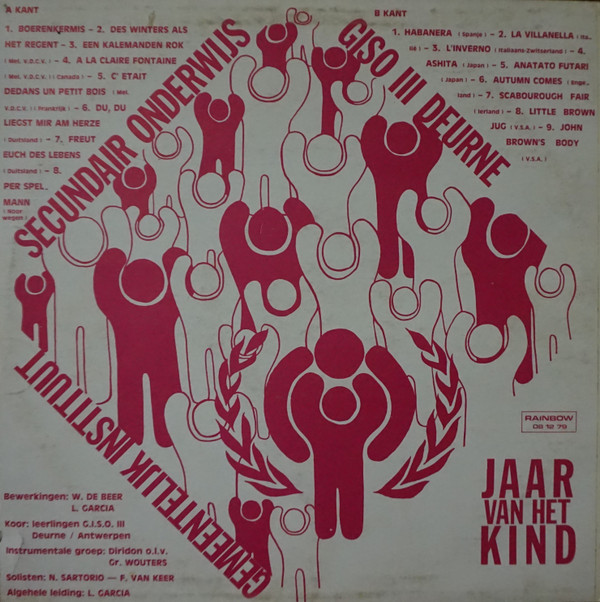 A KANT
1. BOERENKERMIS - 2. DES WINTERS ALS
HET REGENT - 3. EEN KALEMANDEN ROK
( Mel. V.D.C.K. ) - 4. A LA CLAIRE FONTAINE
( Mel. V.D.C.K. ) ( Canada ) - 5. C'ETAIT
DEDANS UN PETIT BOIS ( Mel.
V.D.C.K. ) ( Frankrijk ) - 6. DU, DU
LIEGST MIR AM HERZE
( Duitsland ) - 7. FREUT
EUCH DES LEBENS
( Duitsland ) - 8.
PER SPEL..
MANN
( Noor
wegen )
B KANT
1. HABANERA ( Spanje ) - 2. LA VILLANELLA ( Ita..
lië ) - 3. L'INVERNO ( Italiaans-Zwitserland ) - 4.
ASHITA ( Japan ) - 5. ANATATO FUTARI
( Japan ) - 6. AUTUMN COMES ( Enge..
land ) - 7. SCABOUROUGH FAIR
( Ierland ) - 8. LITTLE BROWN
JUG ( V.S.A. ) - 9. JOHN
BROWN'S BODY
( V.S.A. )
GEMEENTELIJK INSTITUUT
SECUNDAIR ONDERWIJS
GISO III DEURNE
RAINBOW
08 12 79
JAAR
VAN HET
KIND
Bewerkingen: W. DE BEER
L. GARCIA
Koor: leerlingen G.I.S.O. III
Deurne / Antwerpen
Instrumentale groep: Diridon o.l.v.
Gr. WOUTERS
Solisten: N. SARTORIO — F. VAN KEER
Algehele leiding: L. GARCIA